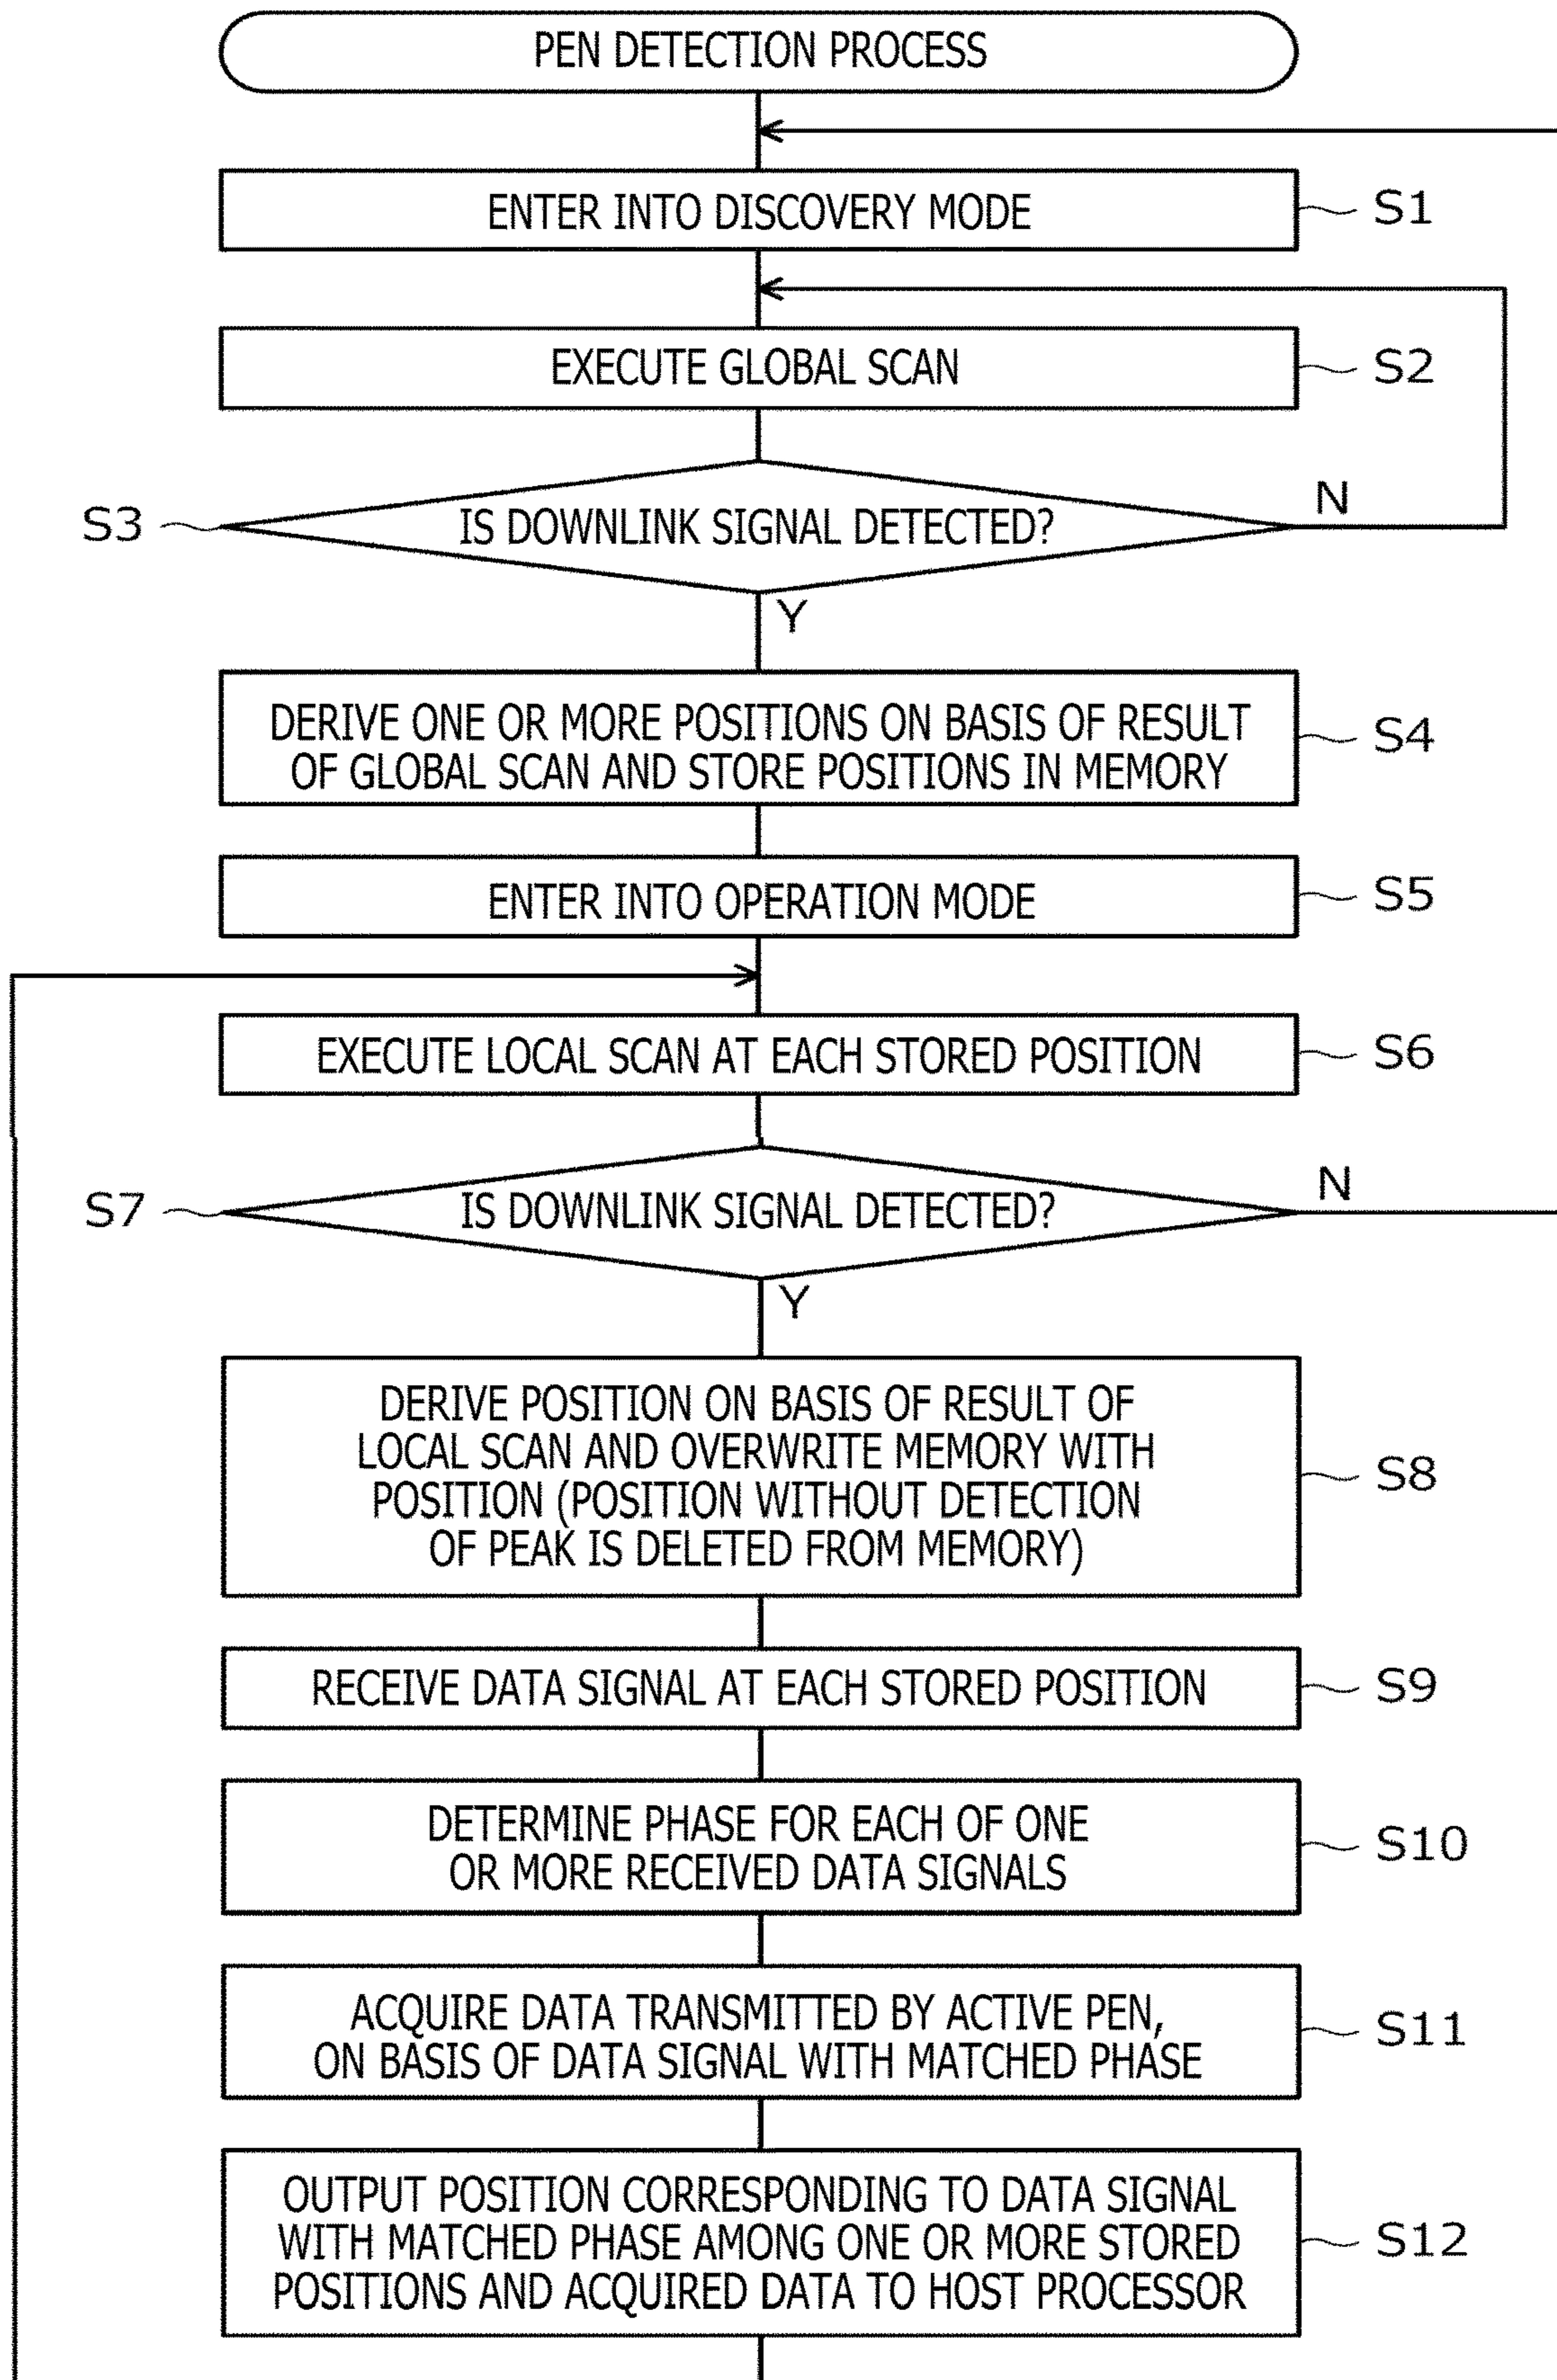 PEN DETECTION PROCESS
ENTER INTO DISCOVERY MODE
S1
EXECUTE GLOBAL SCAN
S2
S3
IS DOWNLINK SIGNAL DETECTED?
N
Y
DERIVE ONE OR MORE POSITIONS ON BASIS OF RESULT
OF GLOBAL SCAN AND STORE POSITIONS IN MEMORY
S4
ENTER INTO OPERATION MODE
S5
EXECUTE LOCAL SCAN AT EACH STORED POSITION
S6
S7
IS DOWNLINK SIGNAL DETECTED?
N
Y
DERIVE POSITION ON BASIS OF RESULT OF
LOCAL SCAN AND OVERWRITE MEMORY WITH
POSITION (POSITION WITHOUT DETECTION
OF PEAK IS DELETED FROM MEMORY)
S8
RECEIVE DATA SIGNAL AT EACH STORED POSITION
S9
DETERMINE PHASE FOR EACH OF ONE
OR MORE RECEIVED DATA SIGNALS
S10
ACQUIRE DATA TRANSMITTED BY ACTIVE PEN,
ON BASIS OF DATA SIGNAL WITH MATCHED PHASE
S11
OUTPUT POSITION CORRESPONDING TO DATA SIGNAL
WITH MATCHED PHASE AMONG ONE OR MORE STORED
POSITIONS AND ACQUIRED DATA TO HOST PROCESSOR
S12